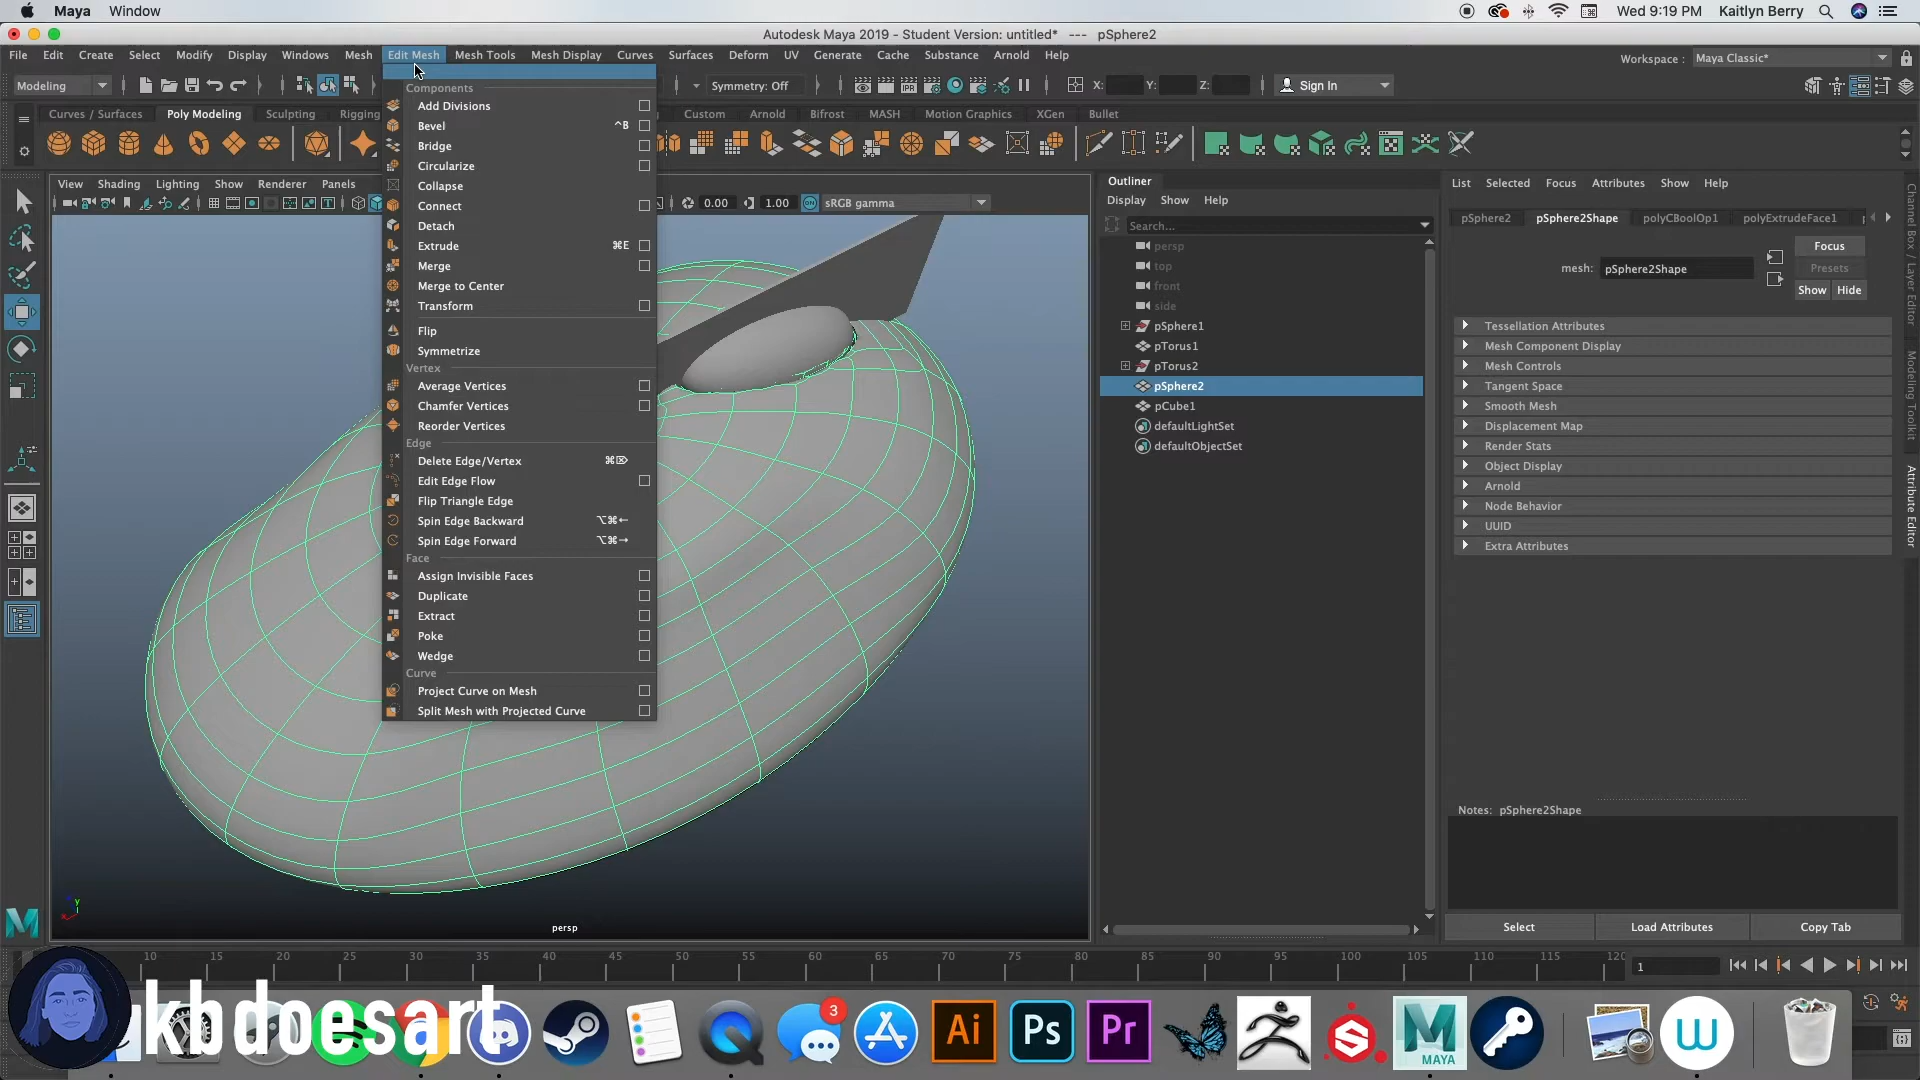 Maya Window
Wed 9:19 PM Kaitlyn Berry
Autodesk Maya 2019 - Student Version: untitled* --- pSphere2
File Edit Create Select Modify Display Windows Mesh Edit Mesh Mesh Tools Mesh Display Curves Surfaces Deform UV Generate Cache Substance Arnold Help
Workspace : Maya Classic*
Modeling
Symmetry: Off
X: Y: Z:
Sign In
Curves / Surfaces Poly Modeling Sculpting Rigging Custom Arnold Bifrost MASH Motion Graphics XGen Bullet
View Shading Lighting Show Renderer Panels
0.00 1.00 sRGB gamma
Components
Add Divisions
Bevel ^B
Bridge
Circularize
Collapse
Connect
Detach
Extrude ⌘E
Merge
Merge to Center
Transform
Flip
Symmetrize
Vertex
Average Vertices
Chamfer Vertices
Reorder Vertices
Edge
Delete Edge/Vertex ⌘⌦
Edit Edge Flow
Flip Triangle Edge
Spin Edge Backward ⌥⌘←
Spin Edge Forward ⌥⌘→
Face
Assign Invisible Faces
Duplicate
Extract
Poke
Wedge
Curve
Project Curve on Mesh
Split Mesh with Projected Curve
persp
y
Outliner
Display Show Help
Search...
persp
top
front
side
pSphere1
pTorus1
pTorus2
pSphere2
pCube1
defaultLightSet
defaultObjectSet
List Selected Focus Attributes Show Help
pSphere2 pSphere2Shape polyCBoolOp1 polyExtrudeFace1
Focus
mesh: pSphere2Shape
Presets
Show Hide
Tessellation Attributes
Mesh Component Display
Mesh Controls
Tangent Space
Smooth Mesh
Displacement Map
Render Stats
Object Display
Arnold
Node Behavior
UUID
Extra Attributes
Notes: pSphere2Shape
Select Load Attributes Copy Tab
Channel Box / Layer Editor
Modeling Toolkit
Attribute Editor
10 15 20 25 30 35 40 45 50 55 60 65 70 75 80 85 90 95 100 105 110 115 120
1
kbdoesart
3
Ai Ps Pr
MAYA